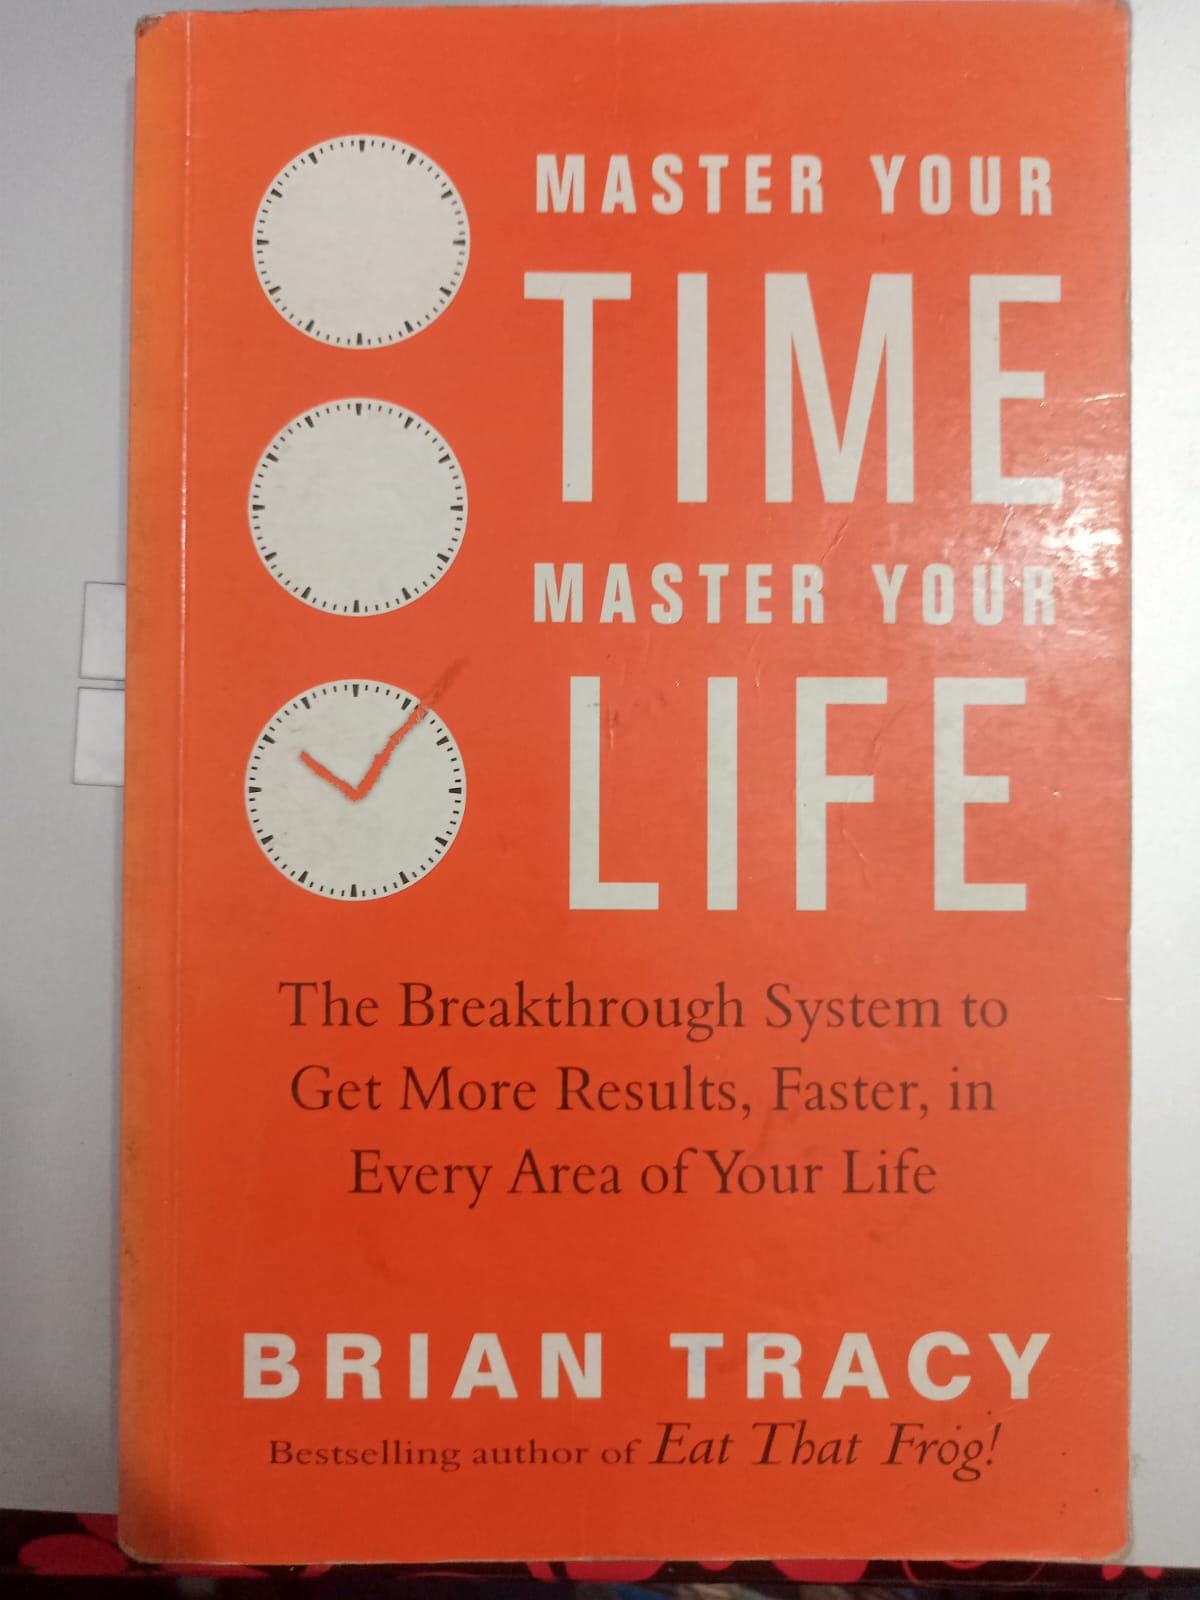 MASTER YOUR
TIME
MASTER YOUR
LIFE
The Breakthrough System to
Get More Results, Faster, in
Every Area of Your Life
BRIAN TRACY
Bestselling author of Eat That Frog!